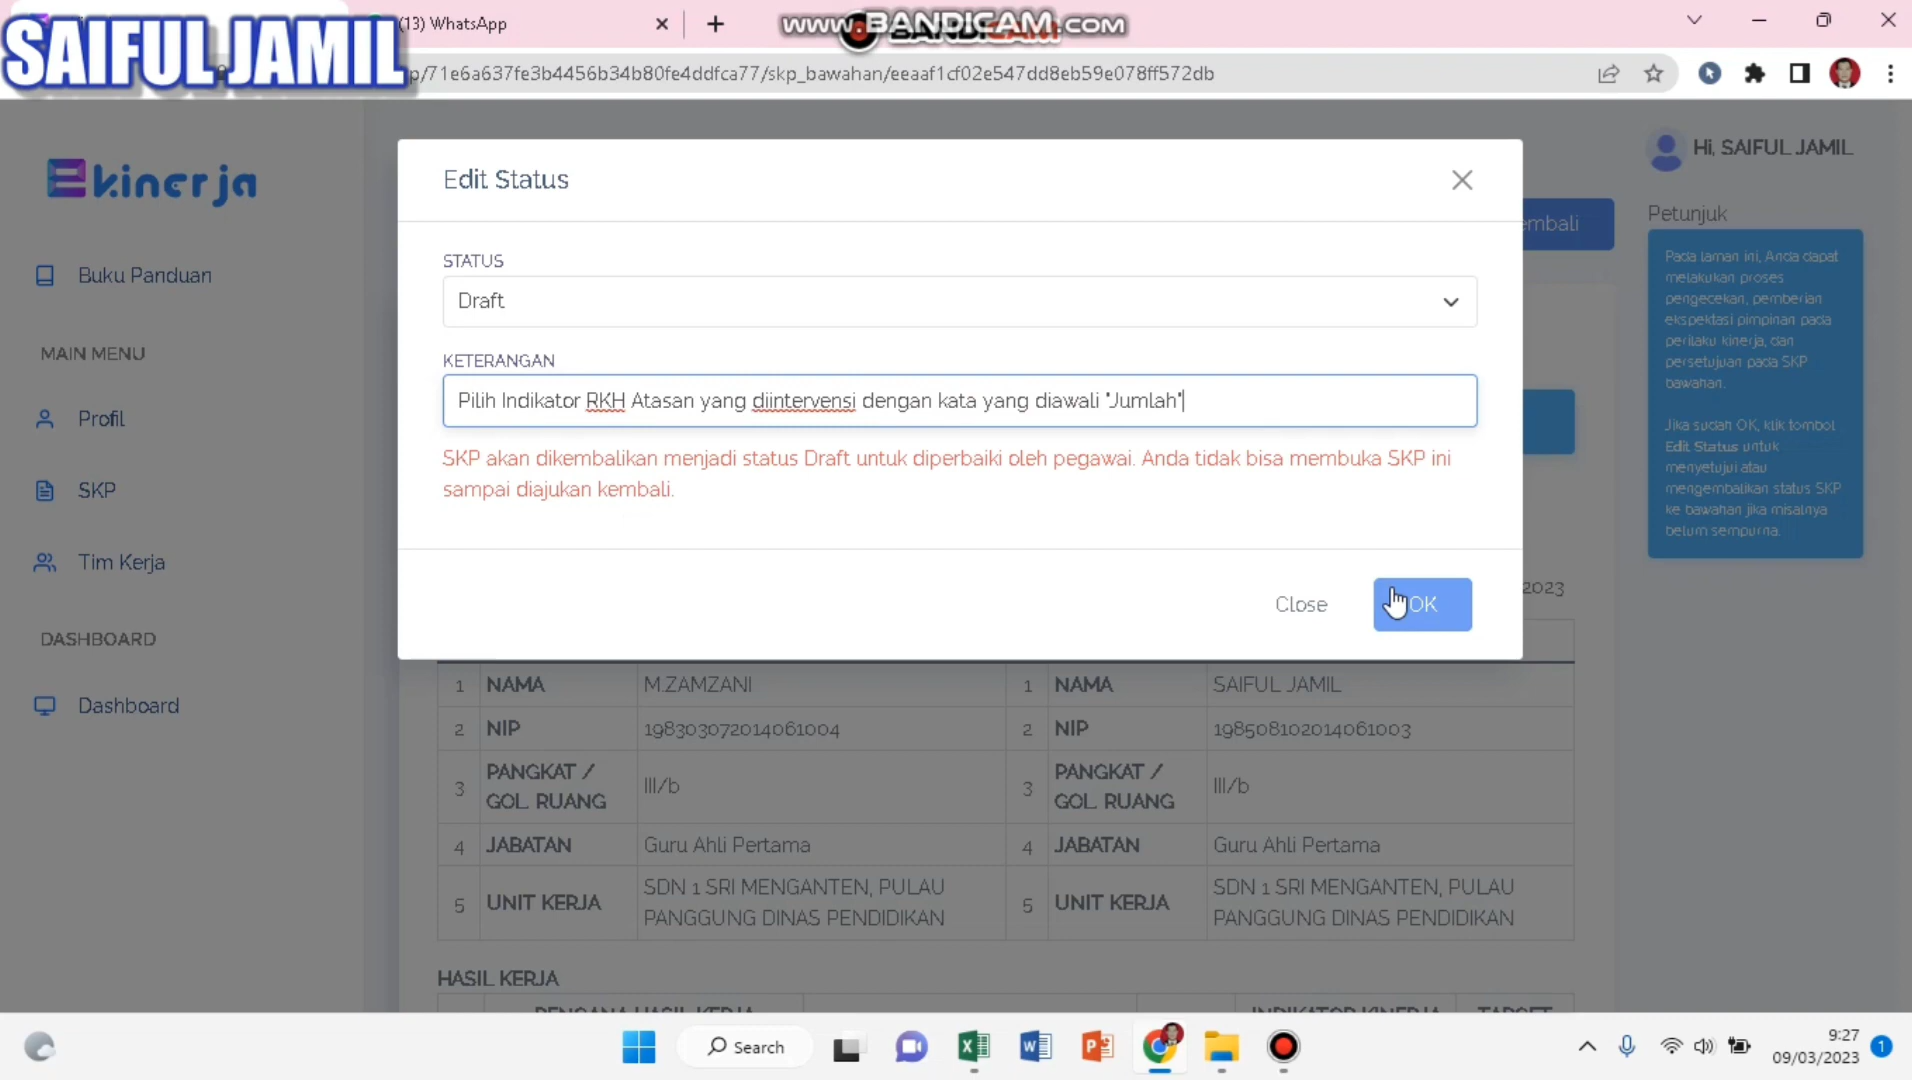 SAIFUL JAMIL
(13) WhatsApp
www.BANDICAM.com
p/71e6a637fe3b4456b34b80fe4ddfca77/skp_bawahan/eeaaf1cf02e547dd8eb59e078ff572db
Ekinerja
Buku Panduan
MAIN MENU
Profil
SKP
Tim Kerja
DASHBOARD
Dashboard
Edit Status
STATUS
Draft
KETERANGAN
Pilih Indikator RKH Atasan yang diintervensi dengan kata yang diawali "Jumlah"
SKP akan dikembalikan menjadi status Draft untuk diperbaiki oleh pegawai. Anda tidak bisa membuka SKP ini
sampai diajukan kembali.
Close
OK
Hi, SAIFUL JAMIL
embali
Petunjuk
Pada laman ini, Anda dapat
melakukan proses
pengecekan, pemberian
ekspektasi pimpinan pada
perilaku kinerja, dan
persetujuan pada SKP
bawahan.
Jika sudah OK, klik tombol
Edit Status untuk
menyetujui atau
mengembalikan status SKP
ke bawahan jika misalnya
belum sempurna.
2023
1 NAMA M.ZAMZANI 1 NAMA SAIFUL JAMIL
2 NIP 198303072014061004 2 NIP 198508102014061003
3 PANGKAT / GOL. RUANG III/b 3 PANGKAT / GOL. RUANG III/b
4 JABATAN Guru Ahli Pertama 4 JABATAN Guru Ahli Pertama
5 UNIT KERJA SDN 1 SRI MENGANTEN, PULAU PANGGUNG DINAS PENDIDIKAN 5 UNIT KERJA SDN 1 SRI MENGANTEN, PULAU PANGGUNG DINAS PENDIDIKAN
HASIL KERJA
RENCANA HASIL KERJA INDIKATOR KINERJA TARGET
Search
9:27
09/03/2023
1